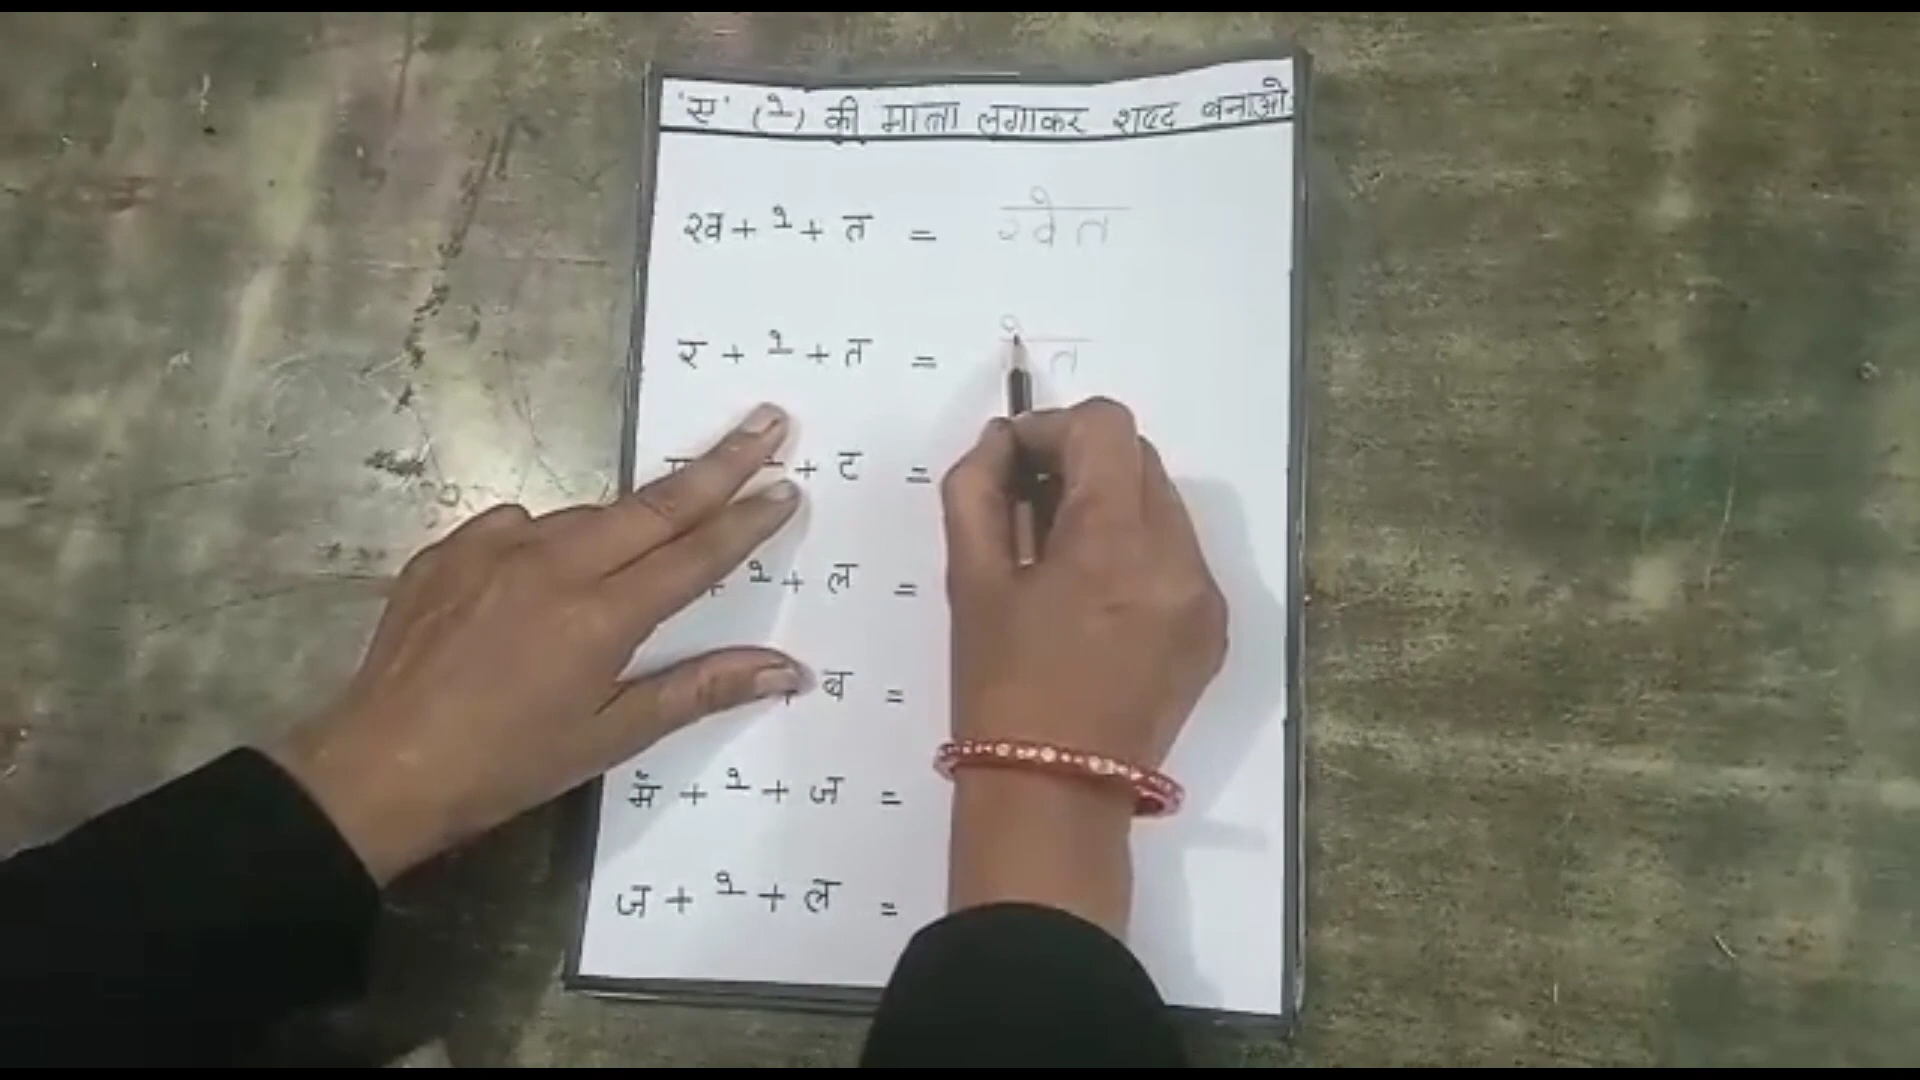 'ए' (े) की मात्रा लगाकर शब्द बनाओ
ख + े + त = खेत
र + े + त = रेत
+ ट =
+ े + ल =
+ ब =
म + े + ज =
ज + े + ल =